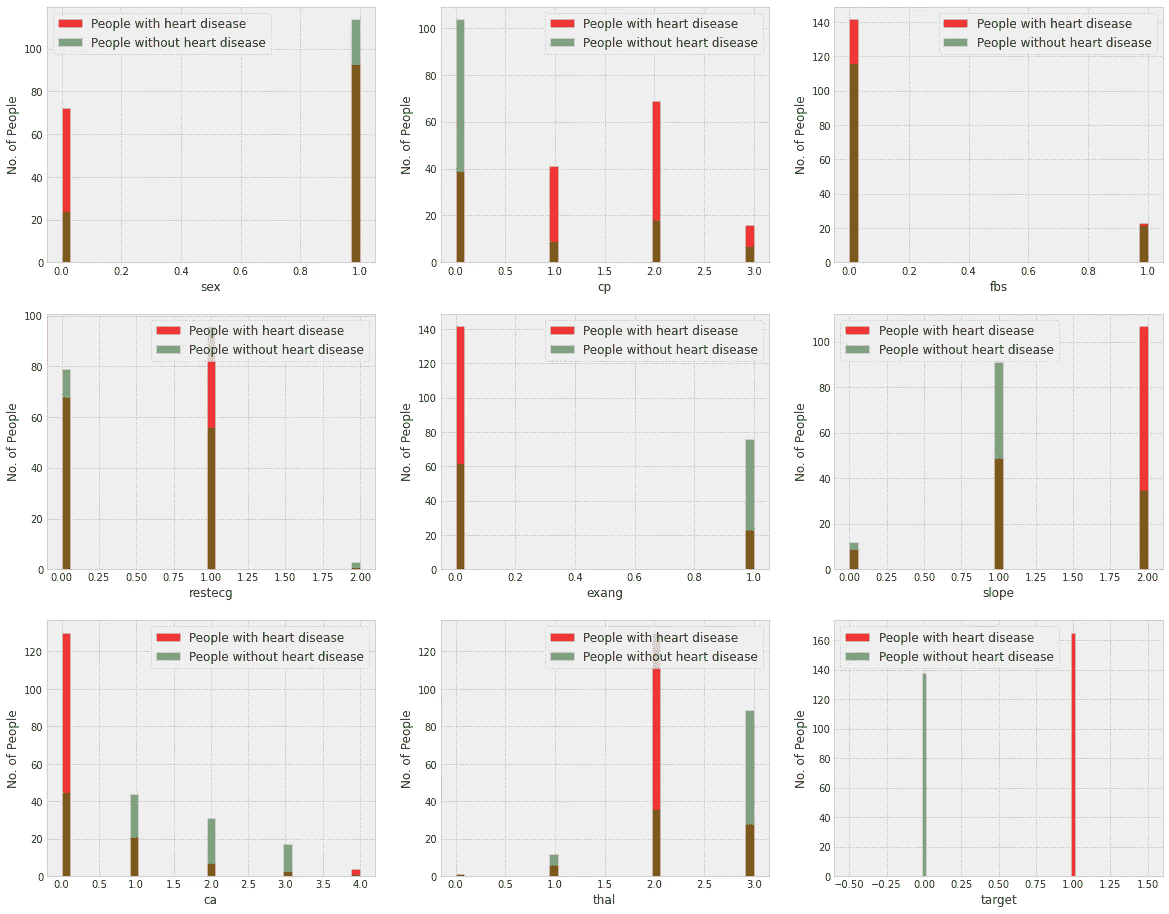 People with heart disease
People without heart disease
No. of People
0
20
40
60
80
100
0.0 0.2 0.4 0.6 0.8 1.0
sex
People with heart disease
People without heart disease
No. of People
0
20
40
60
80
100
0.0 0.5 1.0 1.5 2.0 2.5 3.0
cp
People with heart disease
People without heart disease
No. of People
0
20
40
60
80
100
120
140
0.0 0.2 0.4 0.6 0.8 1.0
fbs
People with heart disease
People without heart disease
No. of People
0
20
40
60
80
100
0.00 0.25 0.50 0.75 1.00 1.25 1.50 1.75 2.00
restecg
People with heart disease
People without heart disease
No. of People
0
20
40
60
80
100
120
140
0.0 0.2 0.4 0.6 0.8 1.0
exang
People with heart disease
People without heart disease
No. of People
0
20
40
60
80
100
0.00 0.25 0.50 0.75 1.00 1.25 1.50 1.75 2.00
slope
People with heart disease
People without heart disease
No. of People
0
20
40
60
80
100
120
0.0 0.5 1.0 1.5 2.0 2.5 3.0 3.5 4.0
ca
People with heart disease
People without heart disease
No. of People
0
20
40
60
80
100
120
0.0 0.5 1.0 1.5 2.0 2.5 3.0
thal
People with heart disease
People without heart disease
No. of People
0
20
40
60
80
100
120
140
160
−0.50 −0.25 0.00 0.25 0.50 0.75 1.00 1.25 1.50
target